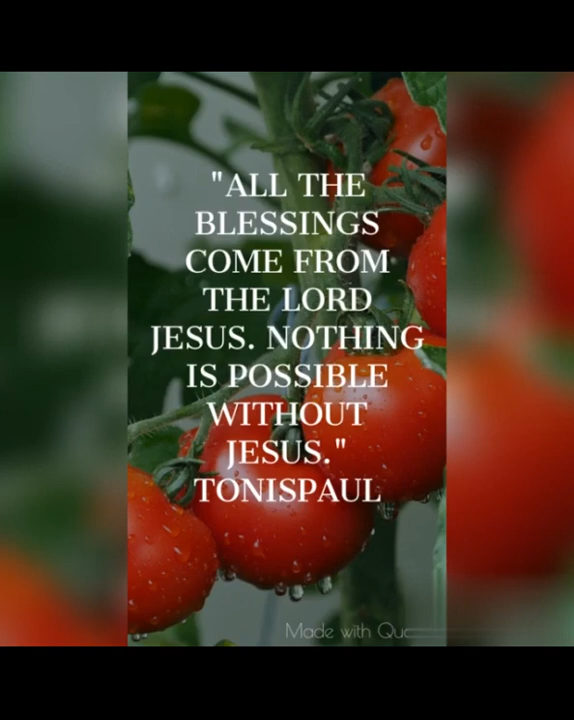 "ALL THE
BLESSINGS
COME FROM
THE LORD
JESUS. NOTHING
IS POSSIBLE
WITHOUT
JESUS."
TONISPAUL
Made with